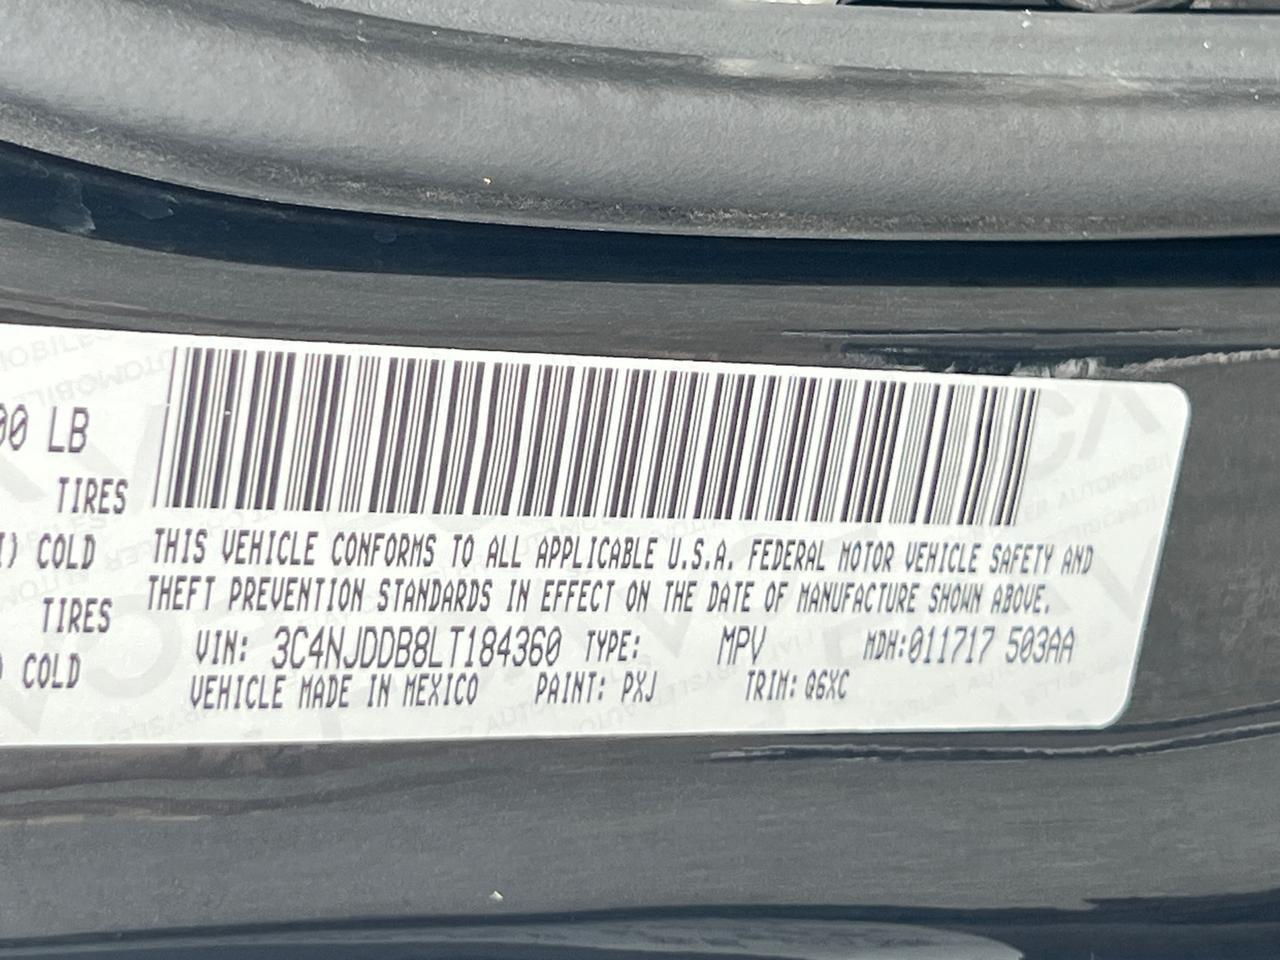 00 LB
TIRES
I) COLD
TIRES
) COLD
THIS VEHICLE CONFORMS TO ALL APPLICABLE U.S.A. FEDERAL MOTOR VEHICLE SAFETY AND
THEFT PREVENTION STANDARDS IN EFFECT ON THE DATE OF MANUFACTURE SHOWN ABOVE.
VIN: 3C4NJDDB8LT184360 TYPE: MPV MDH:011717 503AA
VEHICLE MADE IN MEXICO PAINT: PXJ TRIM: Q6XC